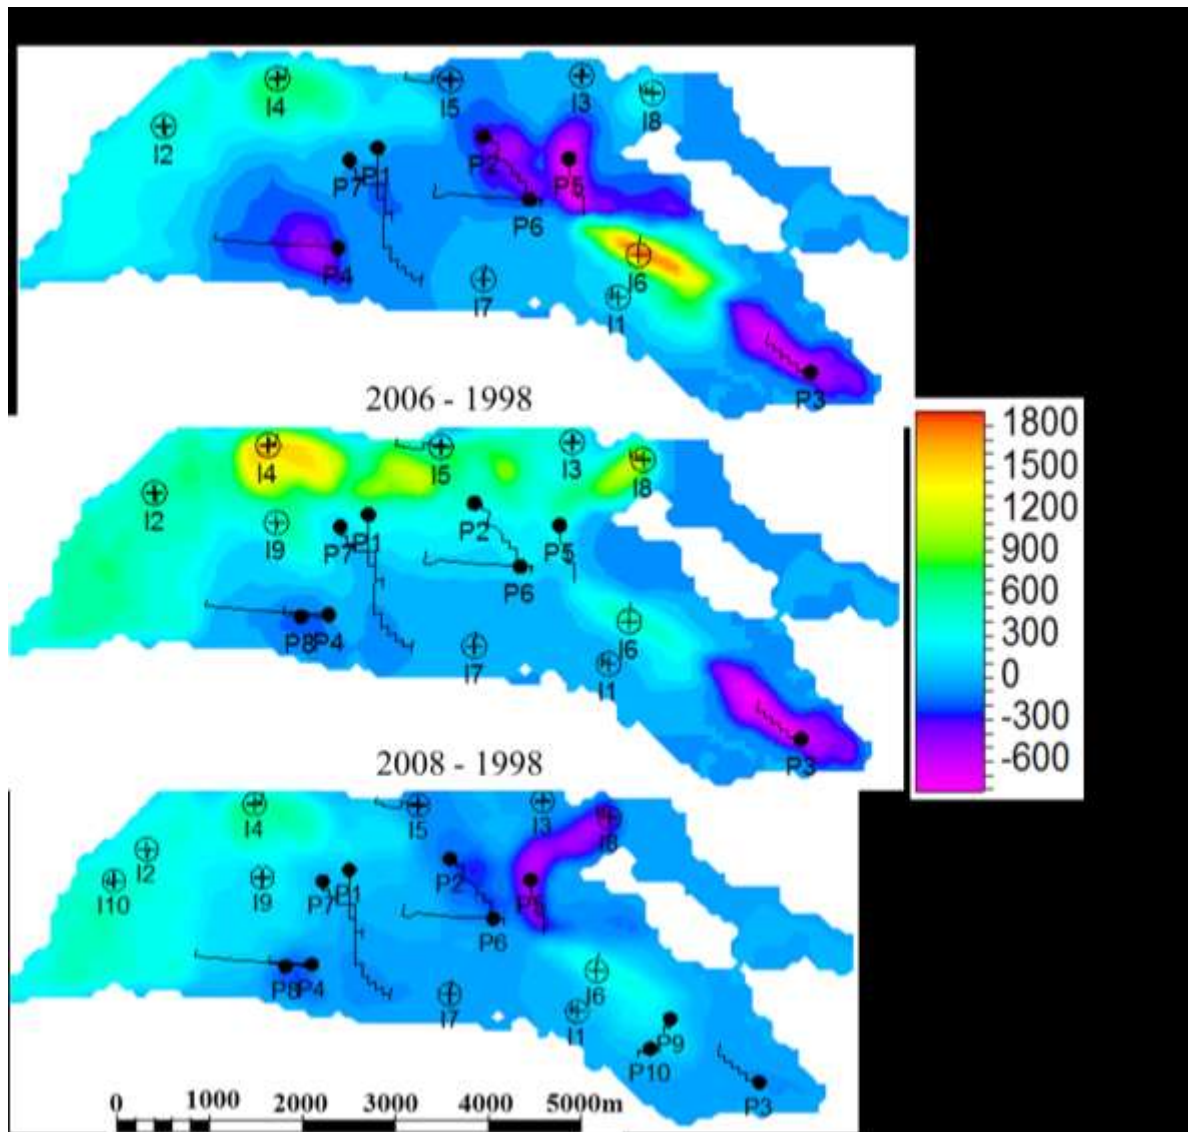 I4 I5 I3 I8
I2 P2 P5
P7 P1
P6
P4 I7 I6
I1
P3
2006 - 1998
I4 I5 I3 I8
I2 I9 P7 P1 P2 P5
P6
P8 P4 I7 I6
I1
P3
2008 - 1998
I4 I5 I3 I8
I2 I10 I9 P7 P1 P2 P5
P6
P8 P4 I7 I6
I1 P9
P10
P3
0 1000 2000 3000 4000 5000m
1800
1500
1200
900
600
300
0
-300
-600